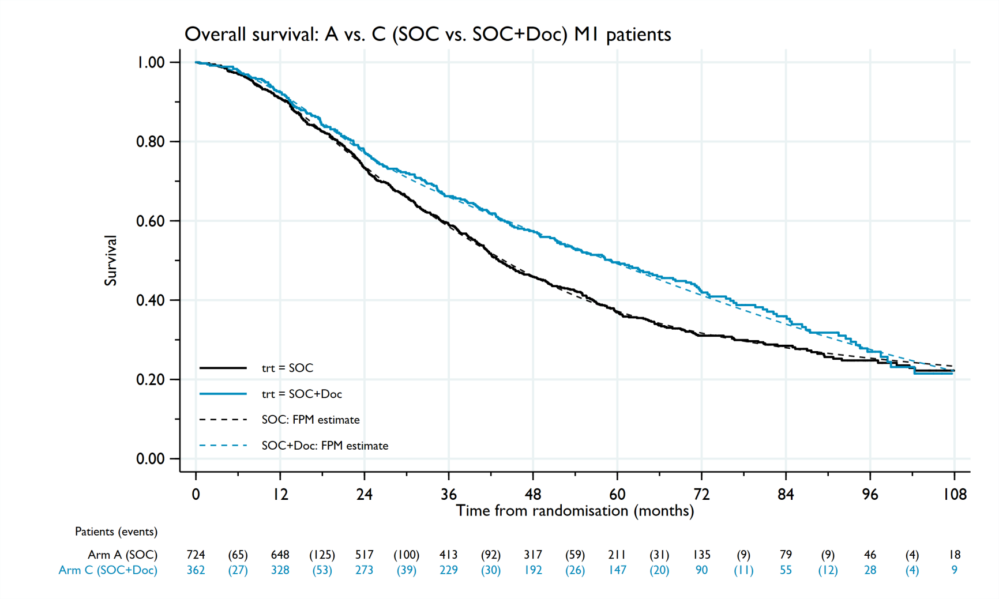 Overall survival: A vs. C (SOC vs. SOC+Doc) M1 patients
1.00
0.80
0.60
0.40
0.20
0.00
Survival
trt = SOC
trt = SOC+Doc
SOC: FPM estimate
SOC+Doc: FPM estimate
0 12 24 36 48 60 72 84 96 108
Time from randomisation (months)
Patients (events)
Arm A (SOC) 724 (65) 648 (125) 517 (100) 413 (92) 317 (59) 211 (31) 135 (9) 79 (9) 46 (4) 18
Arm C (SOC+Doc) 362 (27) 328 (53) 273 (39) 229 (30) 192 (26) 147 (20) 90 (11) 55 (12) 28 (4) 9